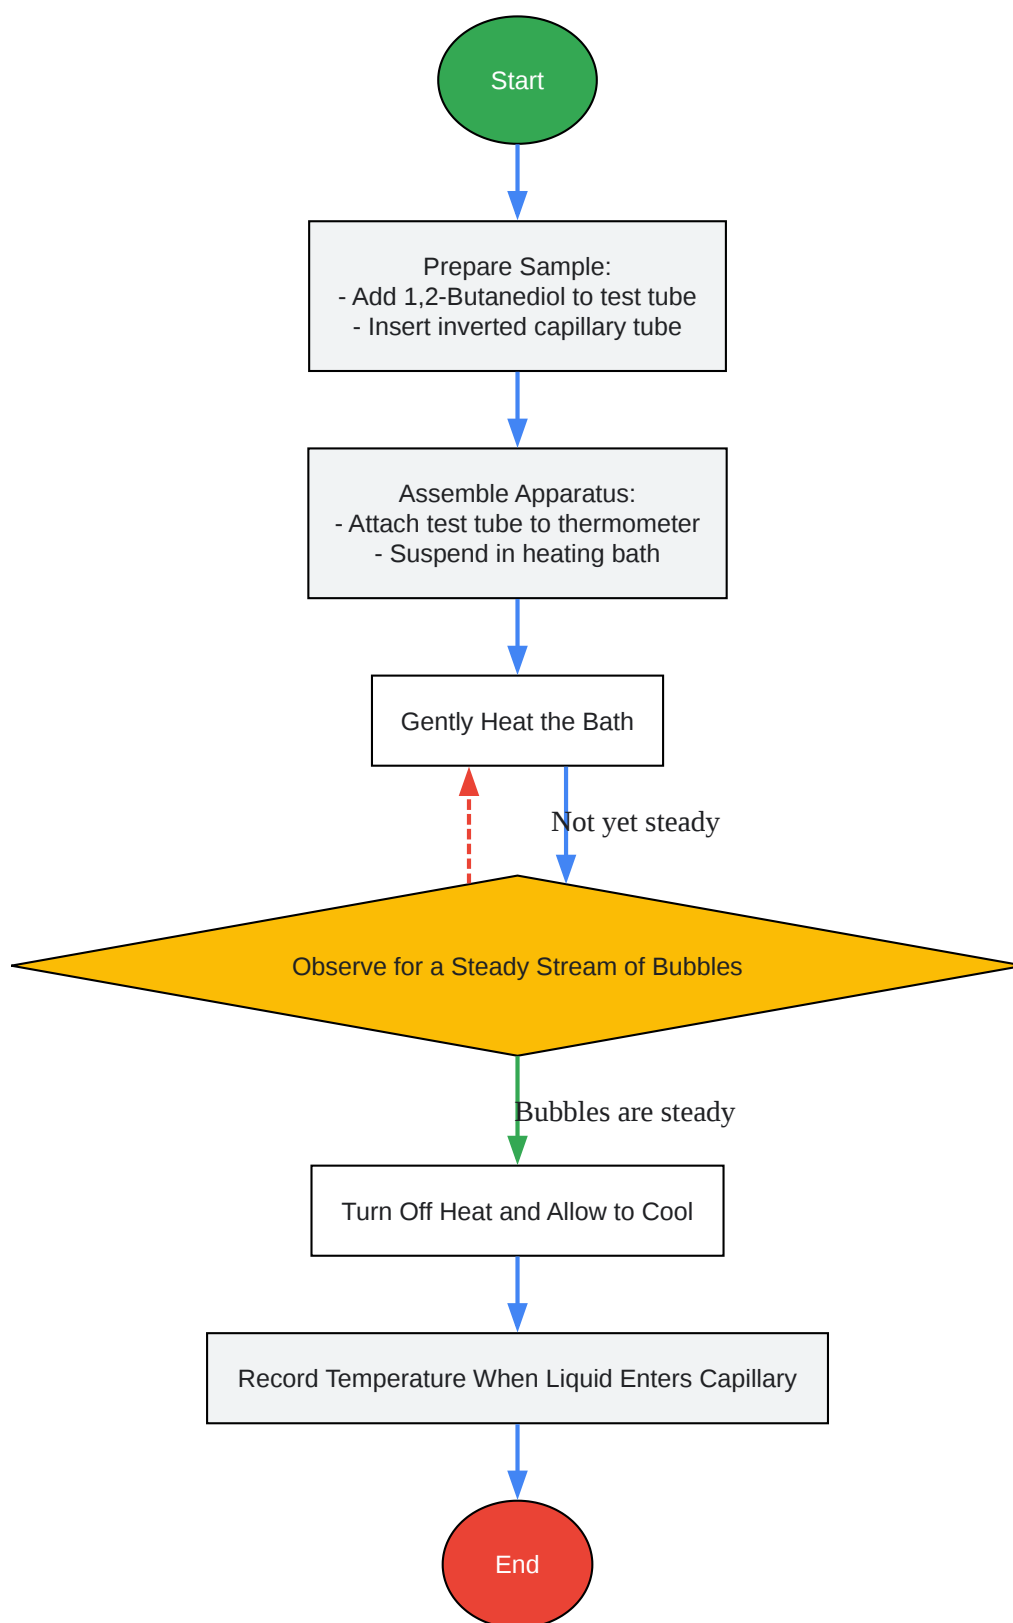 Start
Prepare Sample:
- Add 1,2-Butanediol to test tube
- Insert inverted capillary tube
Assemble Apparatus:
- Attach test tube to thermometer
- Suspend in heating bath
Gently Heat the Bath
Not yet steady
Observe for a Steady Stream of Bubbles
Bubbles are steady
Turn Off Heat and Allow to Cool
Record Temperature When Liquid Enters Capillary
End